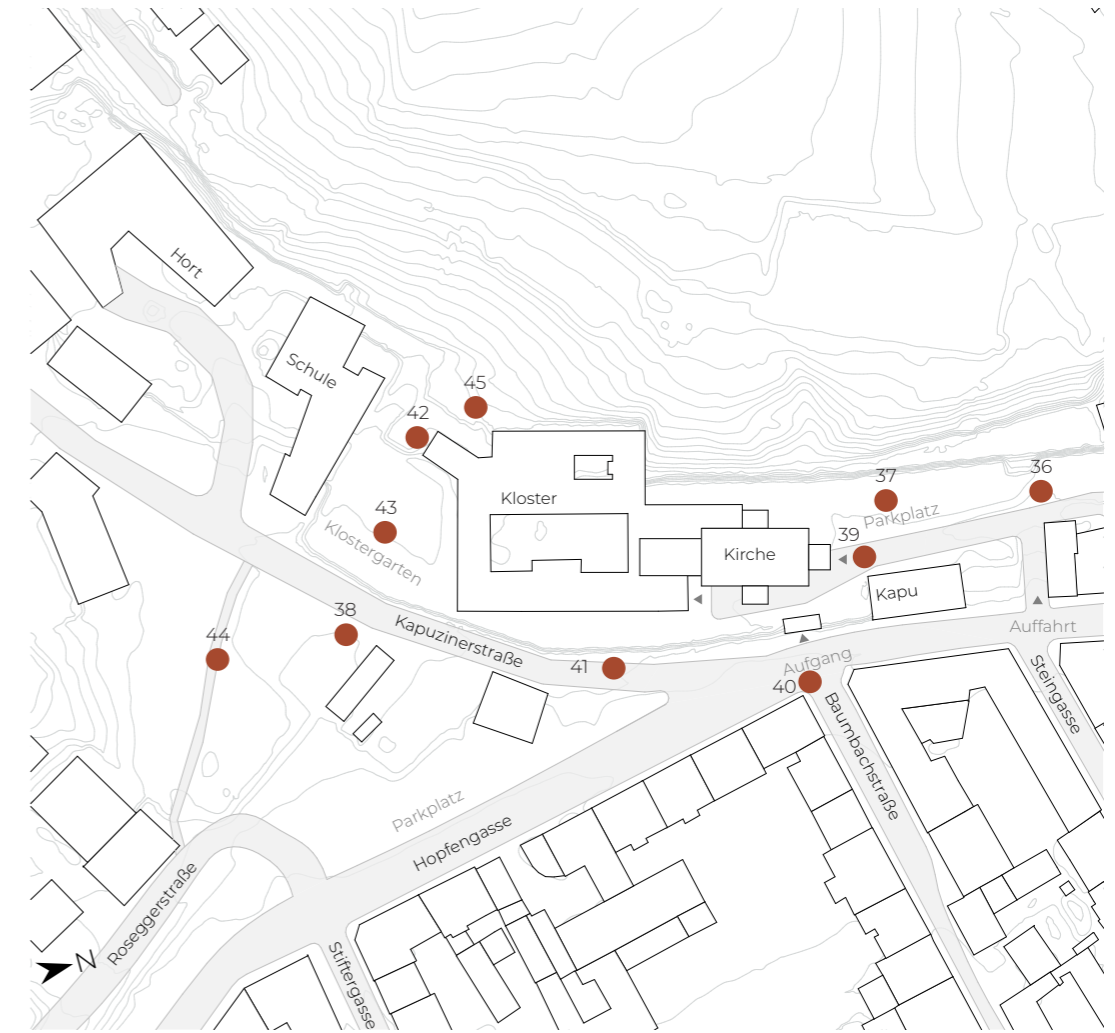 Hort
Schule
45
42
43
Klostergarten
Kloster
37
36
Parkplatz
39
Kirche
Kapu
38
44
Kapuzinerstraße
41
Auffahrt
Aufgang
40
Steingasse
Baumbachstraße
Parkplatz
Hopfengasse
Roseggerstraße
N
Stiftergasse